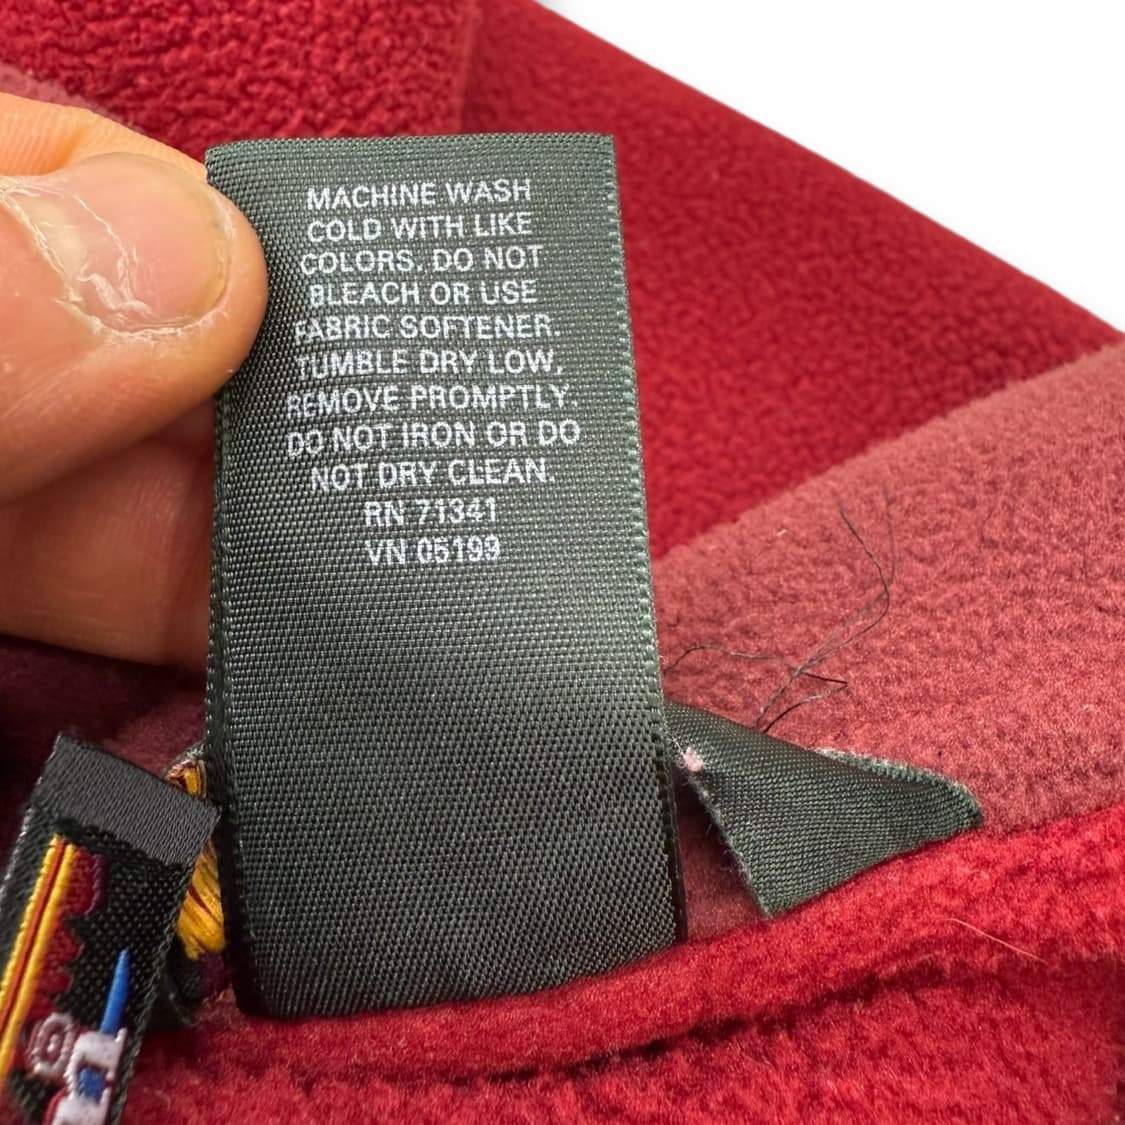 MACHINE WASH
COLD WITH LIKE
COLORS. DO NOT
BLEACH OR USE
FABRIC SOFTENER.
TUMBLE DRY LOW,
REMOVE PROMPTLY.
DO NOT IRON OR DO
NOT DRY CLEAN.
RN 71341
VN 05199